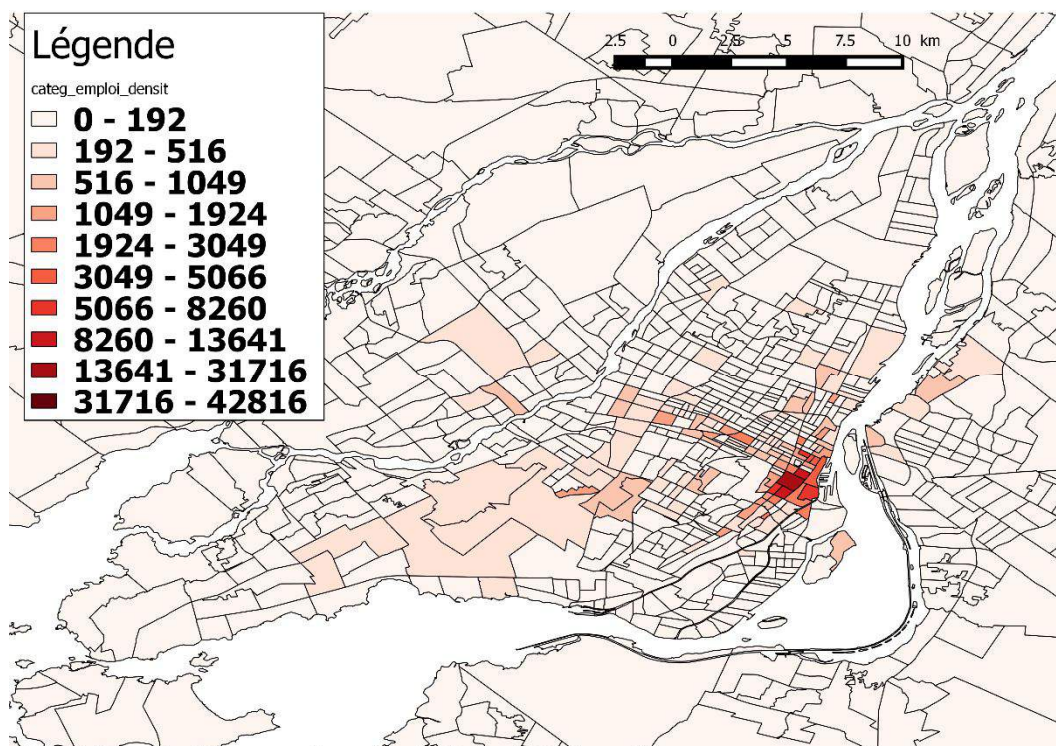 Légende
categ_emploi_densit
0 - 192
192 - 516
516 - 1049
1049 - 1924
1924 - 3049
3049 - 5066
5066 - 8260
8260 - 13641
13641 - 31716
31716 - 42816
2.5 0 2.5 5 7.5 10 km